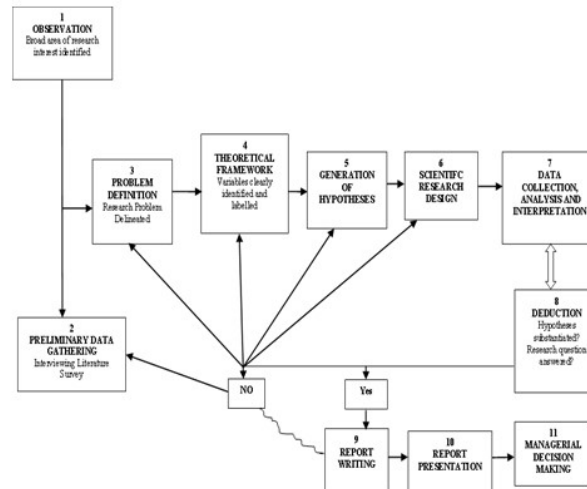 1
OBSERVATION
Broad area of research
interest identified
2
PRELIMINARY DATA
GATHERING
Interviewing Literature
Survey
3
PROBLEM
DEFINITION
Research Problem
Delineated
4
THEORETICAL
FRAMEWORK
Variables clearly
identified and
labelled
5
GENERATION
OF
HYPOTHESES
6
SCIENTIFC
RESEARCH
DESIGN
7
DATA
COLLECTION,
ANALYSIS AND
INTERPRETATION
8
DEDUCTION
Hypotheses
substantiated?
Research question
answered?
NO
Yes
9
REPORT
WRITING
10
REPORT
PRESENTATION
11
MANAGERIAL
DECISION
MAKING